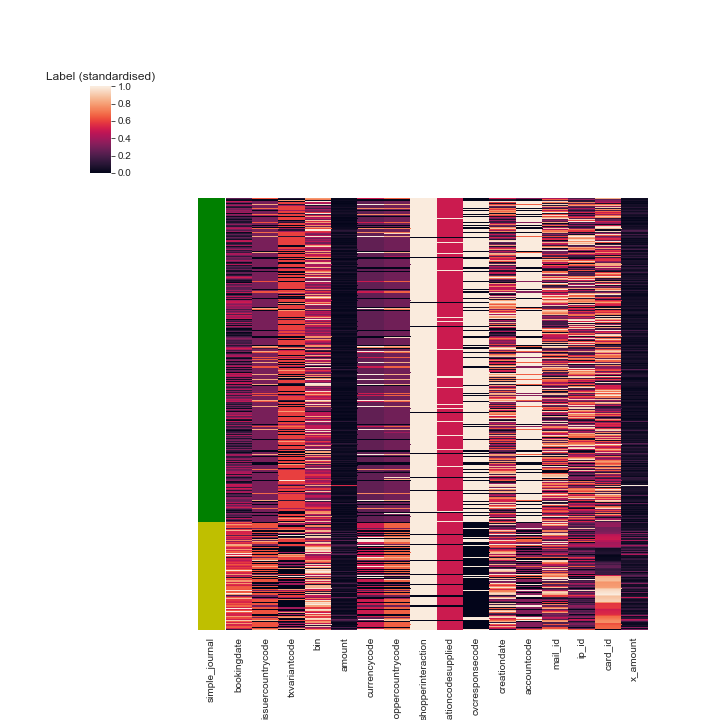 Label (standardised)
1.0
0.8
0.6
0.4
0.2
0.0
simple_journal
bookingdate
issuercountrycode
txvariantcode
bin
amount
currencycode
oppercountrycode
shopperinteraction
ationcodesupplied
cvcresponsecode
creationdate
accountcode
mail_id
ip_id
card_id
x_amount